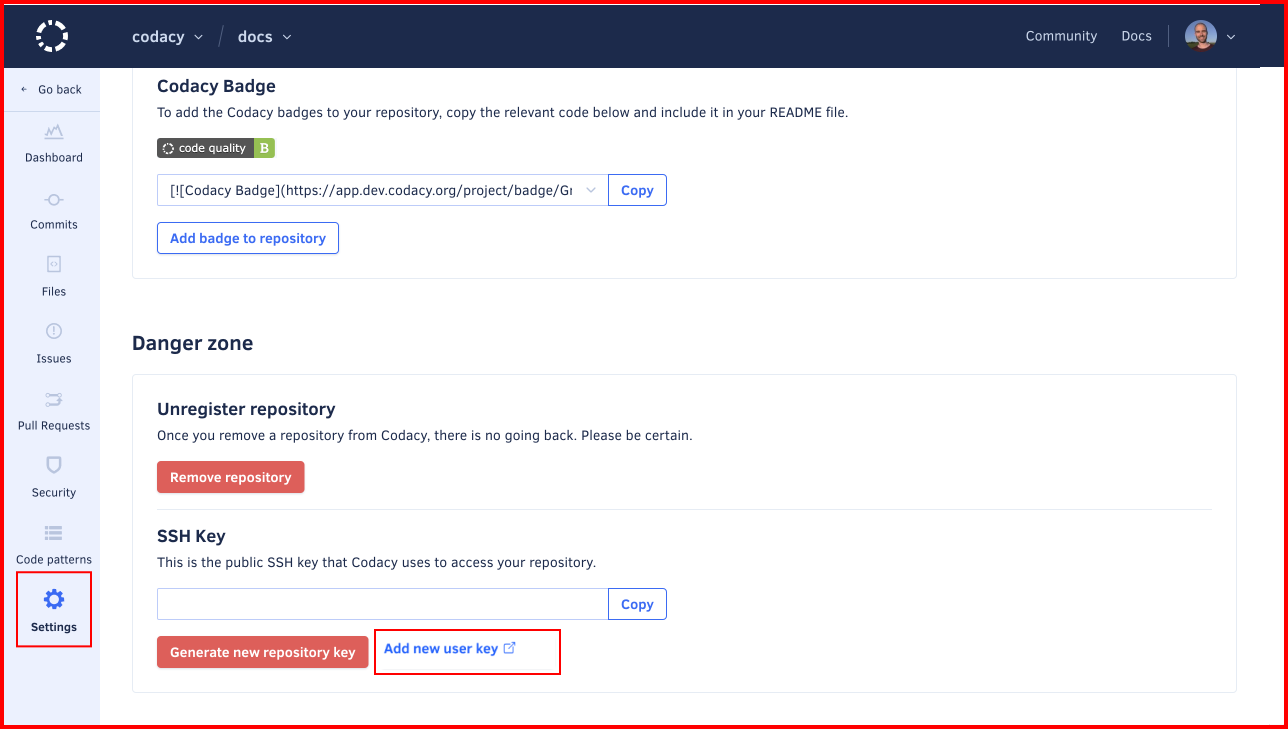 codacy docs Community Docs
Go back
Dashboard
Commits
Files
Issues
Pull Requests
Security
Code patterns
Settings
Codacy Badge
To add the Codacy badges to your repository, copy the relevant code below and include it in your README file.
code quality B
[![Codacy Badge](https://app.dev.codacy.org/project/badge/Gr Copy
Add badge to repository
Danger zone
Unregister repository
Once you remove a repository from Codacy, there is no going back. Please be certain.
Remove repository
SSH Key
This is the public SSH key that Codacy uses to access your repository.
Copy
Generate new repository key Add new user key